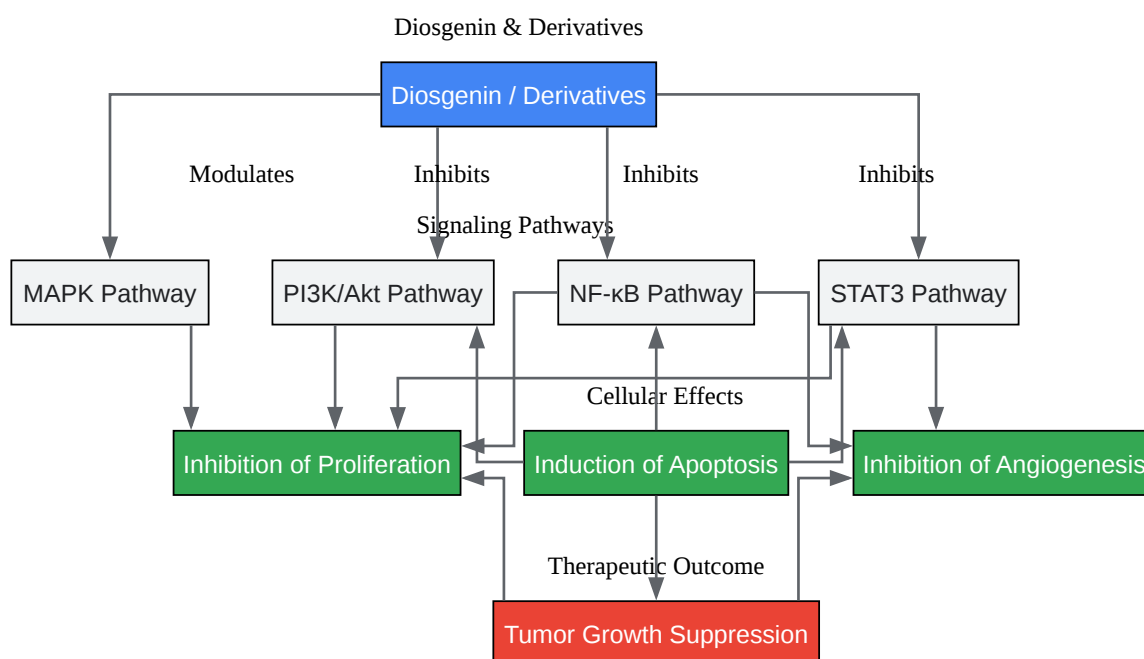 Diosgenin & Derivatives
Diosgenin / Derivatives
Modulates
Inhibits
Inhibits
Inhibits
Signaling Pathways
MAPK Pathway
PI3K/Akt Pathway
NF-κB Pathway
STAT3 Pathway
Cellular Effects
Inhibition of Proliferation
Induction of Apoptosis
Inhibition of Angiogenesis
Therapeutic Outcome
Tumor Growth Suppression